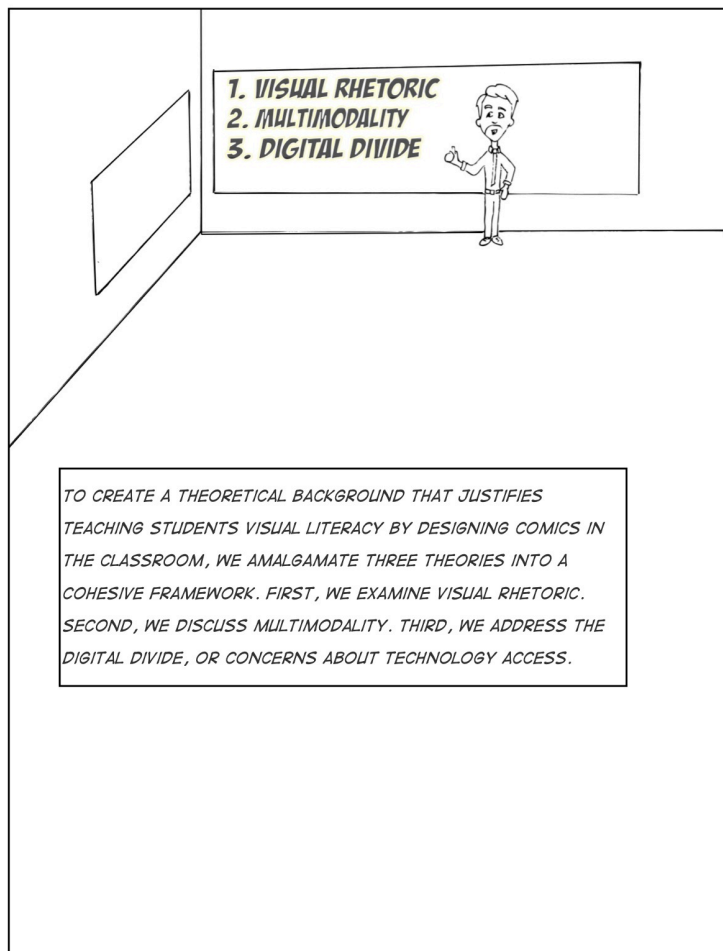 1. VISUAL RHETORIC
2. MULTIMODALITY
3. DIGITAL DIVIDE
TO CREATE A THEORETICAL BACKGROUND THAT JUSTIFIES
TEACHING STUDENTS VISUAL LITERACY BY DESIGNING COMICS IN
THE CLASSROOM, WE AMALGAMATE THREE THEORIES INTO A
COHESIVE FRAMEWORK. FIRST, WE EXAMINE VISUAL RHETORIC.
SECOND, WE DISCUSS MULTIMODALITY. THIRD, WE ADDRESS THE
DIGITAL DIVIDE, OR CONCERNS ABOUT TECHNOLOGY ACCESS.